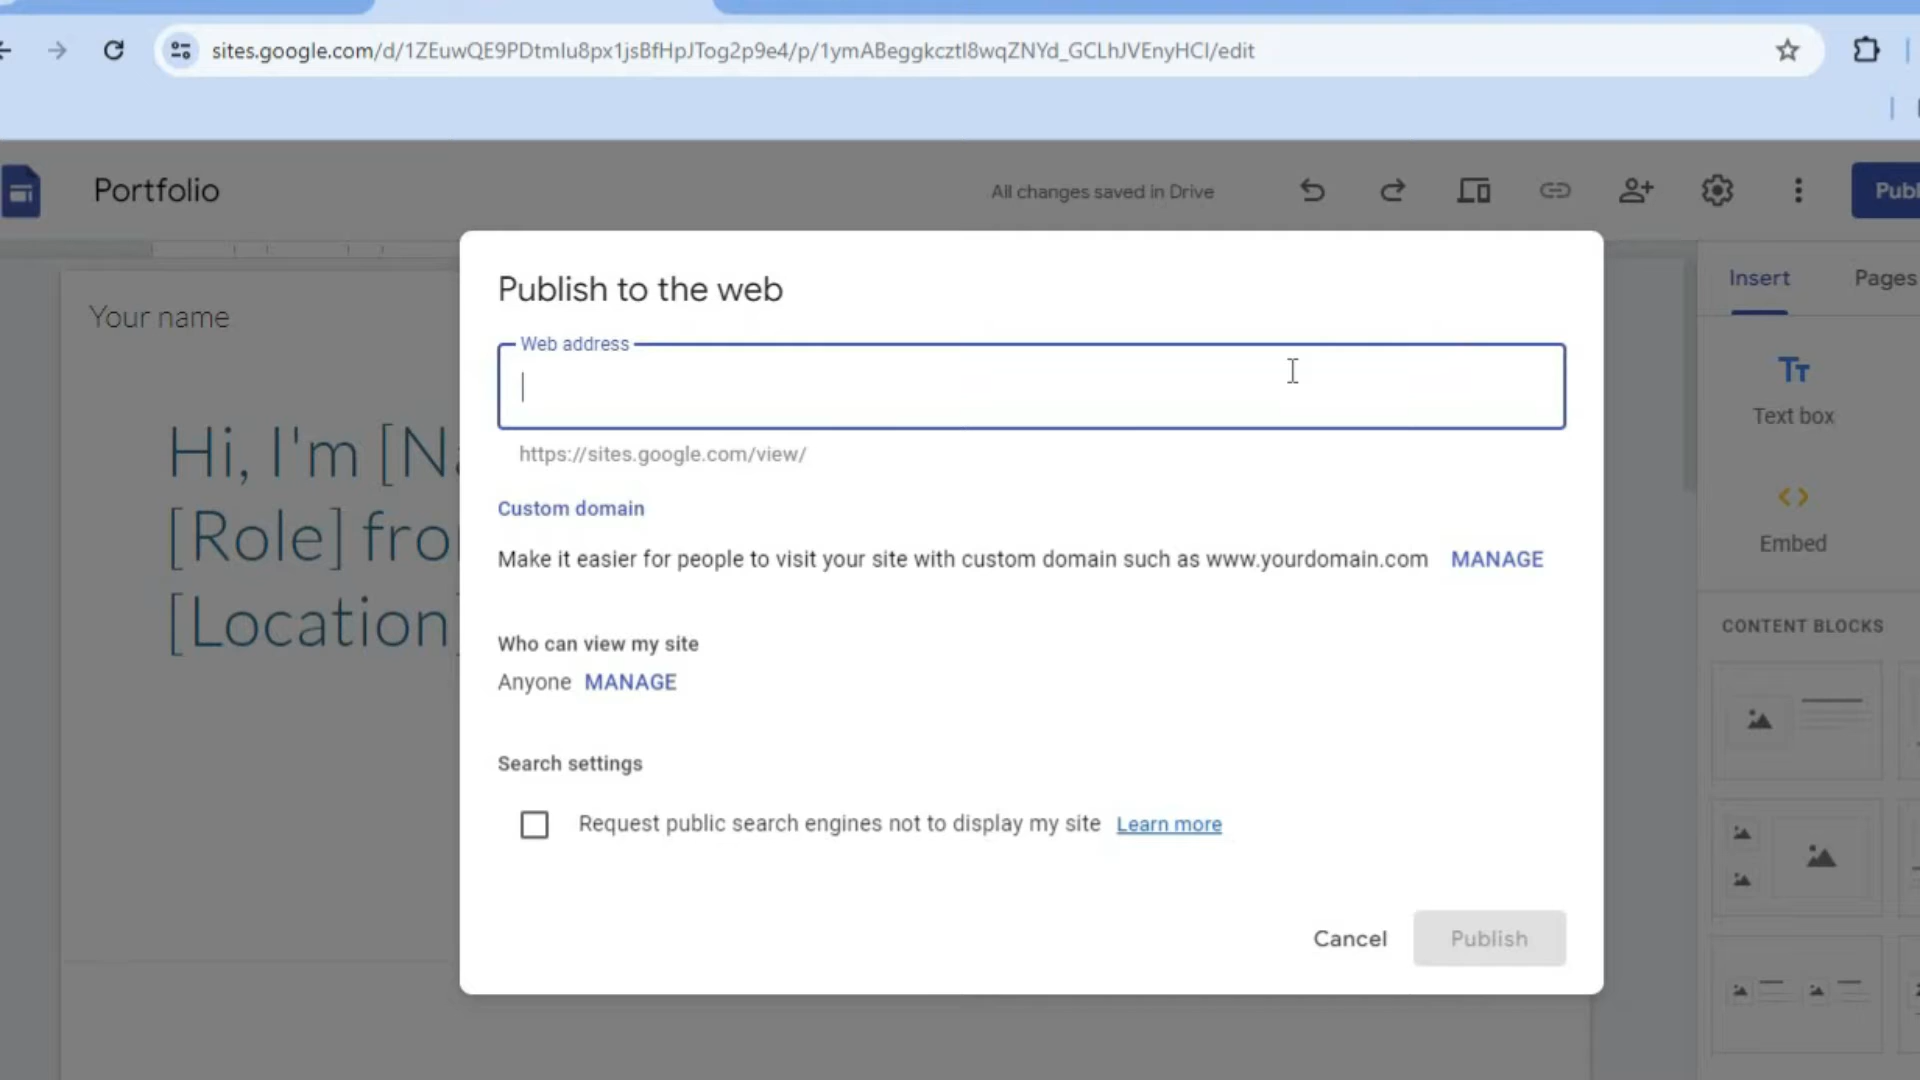 sites.google.com/d/1ZEuwQE9PDtmIu8px1jsBfHpJTog2p9e4/p/1ymABeggkcztI8wqZNYd_GCLhJVEnyHCI/edit
Portfolio
All changes saved in Drive
Publ
Your name
Hi, I'm [Na
[Role] fro
[Location]
Publish to the web
Web address
https://sites.google.com/view/
Custom domain
Make it easier for people to visit your site with custom domain such as www.yourdomain.com MANAGE
Who can view my site
Anyone MANAGE
Search settings
Request public search engines not to display my site Learn more
Cancel Publish
Insert Pages
Tт
Text box
Embed
CONTENT BLOCKS